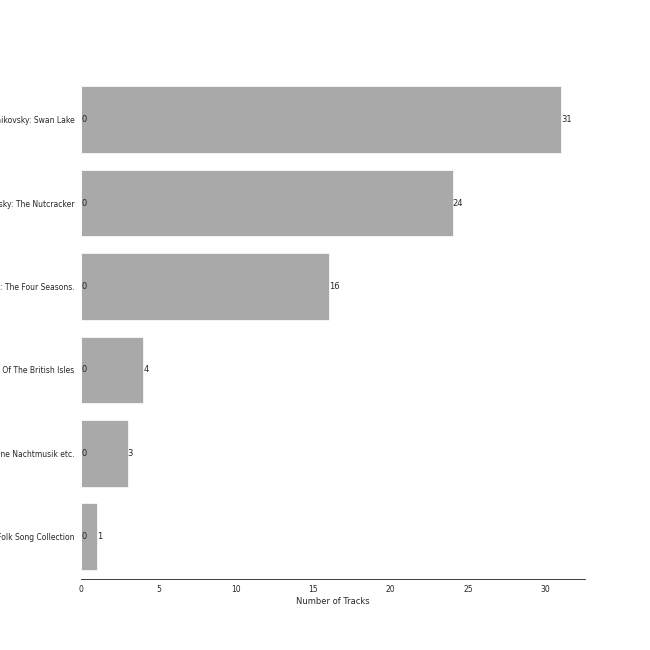 ikovsky: Swan Lake 0 31
sky: The Nutcracker 0 24
: The Four Seasons. 0 16
Of The British Isles 0 4
ne Nachtmusik etc. 0 3
Folk Song Collection 0 1
0 5 10 15 20 25 30
Number of Tracks